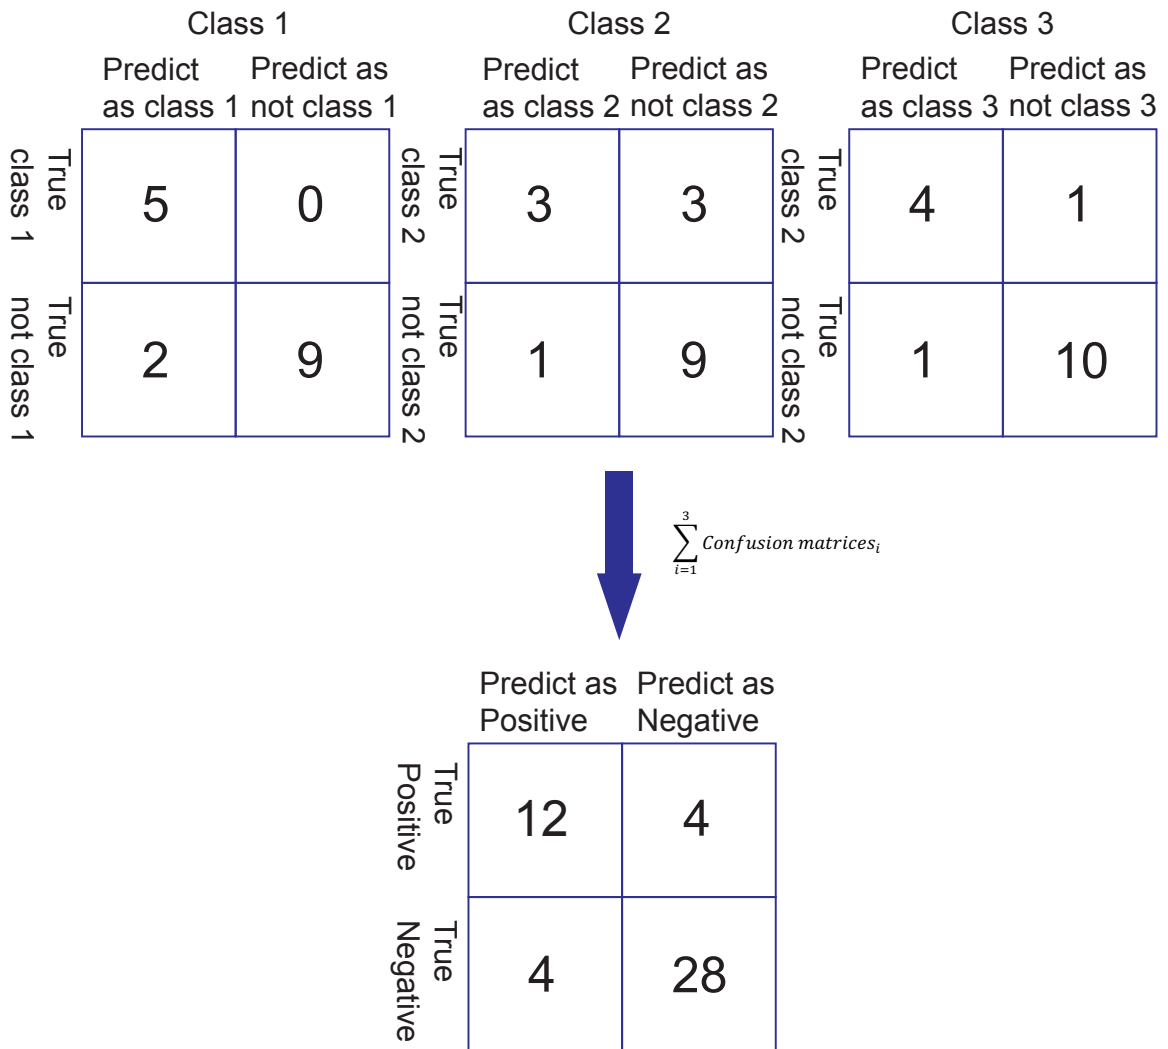 Class 1
Class 2
Class 3
Predict
as class 1
Predict as
not class 1
Predict
as class 2
Predict as
not class 2
Predict
as class 3
Predict as
not class 3
True
class 1
5
0
True
class 2
3
3
True
class 2
4
1
True
not class 1
2
9
True
not class 2
1
9
True
not class 2
1
10
3
∑ Confusion matrices_i
i=1
Predict as
Positive
Predict as
Negative
True
Positive
12
4
True
Negative
4
28